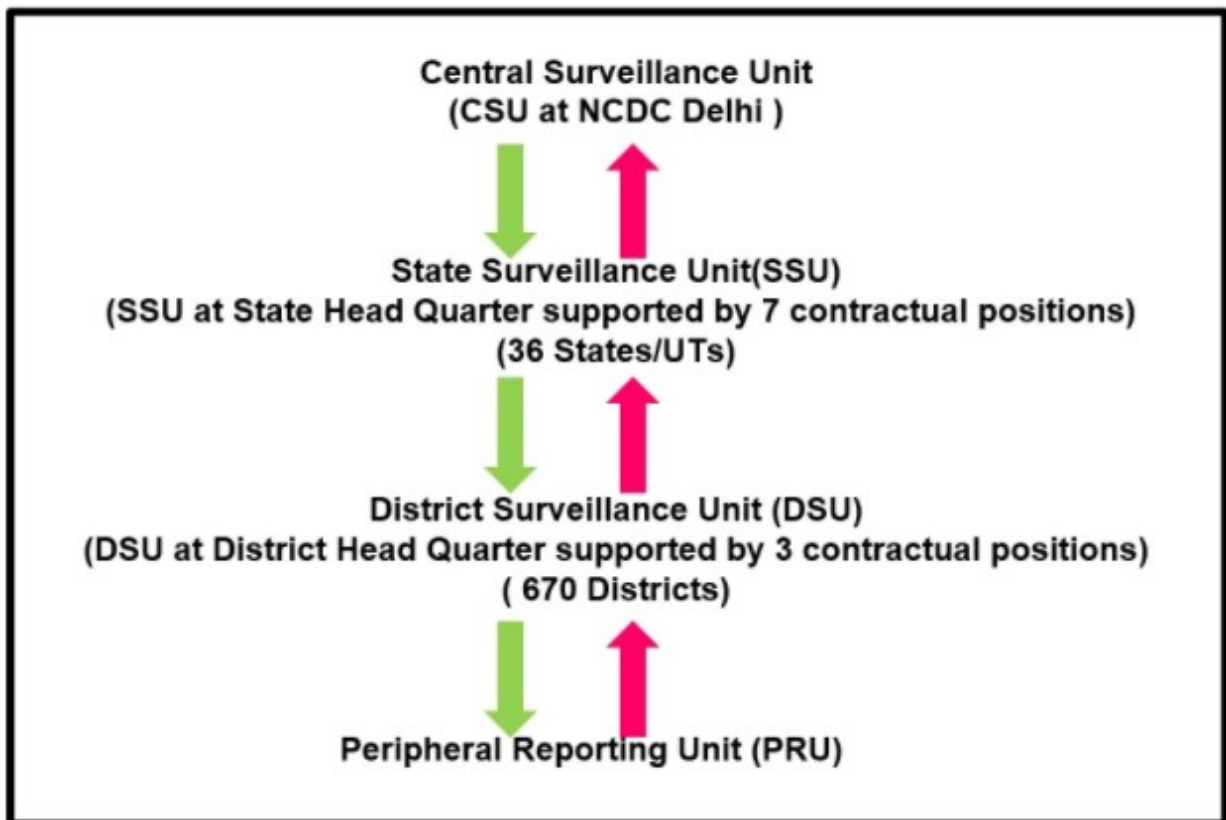 Central Surveillance Unit
(CSU at NCDC Delhi )
State Surveillance Unit(SSU)
(SSU at State Head Quarter supported by 7 contractual positions)
(36 States/UTs)
District Surveillance Unit (DSU)
(DSU at District Head Quarter supported by 3 contractual positions)
( 670 Districts)
Peripheral Reporting Unit (PRU)